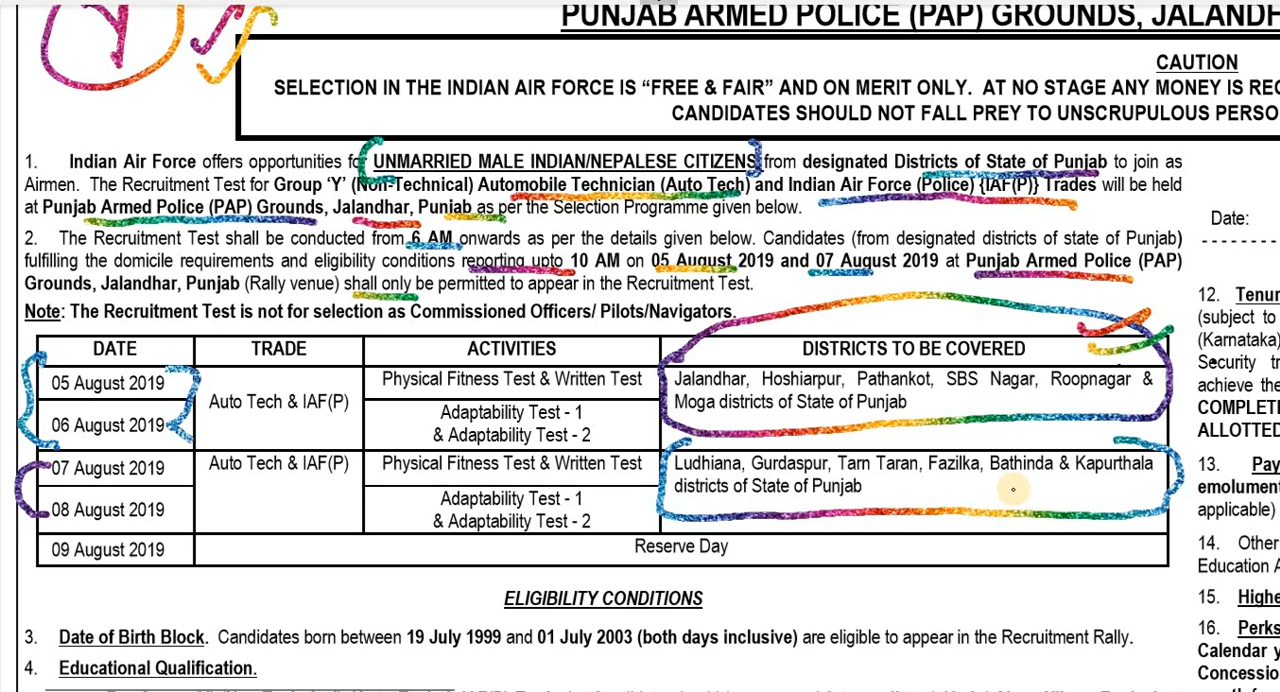 PUNJAB ARMED POLICE (PAP) GROUNDS, JALANDH
CAUTION
SELECTION IN THE INDIAN AIR FORCE IS “FREE & FAIR” AND ON MERIT ONLY. AT NO STAGE ANY MONEY IS REC
CANDIDATES SHOULD NOT FALL PREY TO UNSCRUPULOUS PERSO
1. Indian Air Force offers opportunities for UNMARRIED MALE INDIAN/NEPALESE CITIZENS from designated Districts of State of Punjab to join as
Airmen. The Recruitment Test for Group ‘Y’ (Non-Technical) Automobile Technician (Auto Tech) and Indian Air Force (Police) {IAF(P)} Trades will be held
at Punjab Armed Police (PAP) Grounds, Jalandhar, Punjab as per the Selection Programme given below.
2. The Recruitment Test shall be conducted from 6 AM onwards as per the details given below. Candidates (from designated districts of state of Punjab)
fulfilling the domicile requirements and eligibility conditions reporting upto 10 AM on 05 August 2019 and 07 August 2019 at Punjab Armed Police (PAP)
Grounds, Jalandhar, Punjab (Rally venue) shall only be permitted to appear in the Recruitment Test.
Note: The Recruitment Test is not for selection as Commissioned Officers/ Pilots/Navigators.
DATE TRADE ACTIVITIES DISTRICTS TO BE COVERED
05 August 2019 Auto Tech & IAF(P) Physical Fitness Test & Written Test Jalandhar, Hoshiarpur, Pathankot, SBS Nagar, Roopnagar &
Moga districts of State of Punjab
06 August 2019 Adaptability Test - 1
& Adaptability Test - 2
07 August 2019 Auto Tech & IAF(P) Physical Fitness Test & Written Test Ludhiana, Gurdaspur, Tarn Taran, Fazilka, Bathinda & Kapurthala
districts of State of Punjab
08 August 2019 Adaptability Test - 1
& Adaptability Test - 2
09 August 2019 Reserve Day
ELIGIBILITY CONDITIONS
3. Date of Birth Block. Candidates born between 19 July 1999 and 01 July 2003 (both days inclusive) are eligible to appear in the Recruitment Rally.
4. Educational Qualification.
Date:
12. Tenur
(subject to
(Karnataka)
Security tr
achieve the
COMPLETI
ALLOTTED
13. Pay
emolument
applicable)
14. Other
Education A
15. Highe
16. Perks
Calendar y
Concessio